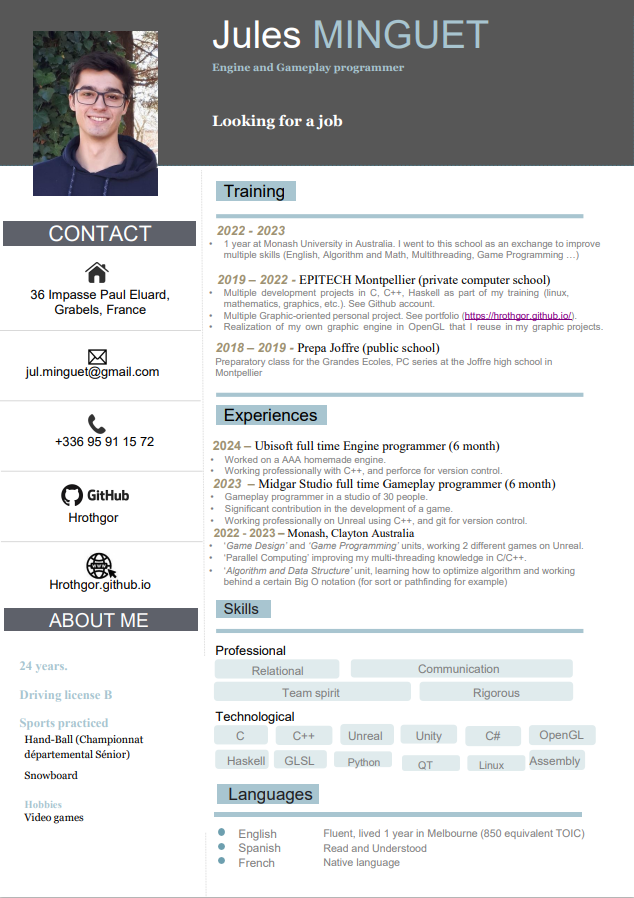 Jules MINGUET
Engine and Gameplay programmer
Looking for a job
CONTACT
36 Impasse Paul Eluard,
Grabels, France
jul.minguet@gmail.com
+336 95 91 15 72
GitHub
Hrothgor
Hrothgor.github.io
ABOUT ME
24 years.
Driving license B
Sports practiced
Hand-Ball (Championnat
départemental Sénior)
Snowboard
Hobbies
Video games
Training
2022 - 2023
• 1 year at Monash University in Australia. I went to this school as an exchange to improve
multiple skills (English, Algorithm and Math, Multithreading, Game Programming ...)
2019 – 2022 - EPITECH Montpellier (private computer school)
• Multiple development projects in C, C++, Haskell as part of my training (linux,
mathematics, graphics, etc.). See Github account.
• Multiple Graphic-oriented personal project. See portfolio (https://hrothgor.github.io/).
• Realization of my own graphic engine in OpenGL that I reuse in my graphic projects.
2018 – 2019 - Prepa Joffre (public school)
Preparatory class for the Grandes Ecoles, PC series at the Joffre high school in
Montpellier
Experiences
2024 – Ubisoft full time Engine programmer (6 month)
• Worked on a AAA homemade engine.
• Working professionally with C++, and perforce for version control.
2023 – Midgar Studio full time Gameplay programmer (6 month)
• Gameplay programmer in a studio of 30 people.
• Significant contribution in the development of a game.
• Working professionally on Unreal using C++, and git for version control.
2022 - 2023 – Monash, Clayton Australia
• ‘Game Design’ and ‘Game Programming’ units, working 2 different games on Unreal.
• ‘Parallel Computing’ improving my multi-threading knowledge in C/C++.
• ‘Algorithm and Data Structure’ unit, learning how to optimize algorithm and working
behind a certain Big O notation (for sort or pathfinding for example)
Skills
Professional
Relational Communication
Team spirit Rigorous
Technological
C C++ Unreal Unity C# OpenGL
Haskell GLSL Python QT Linux Assembly
Languages
• English Fluent, lived 1 year in Melbourne (850 equivalent TOIC)
• Spanish Read and Understood
• French Native language